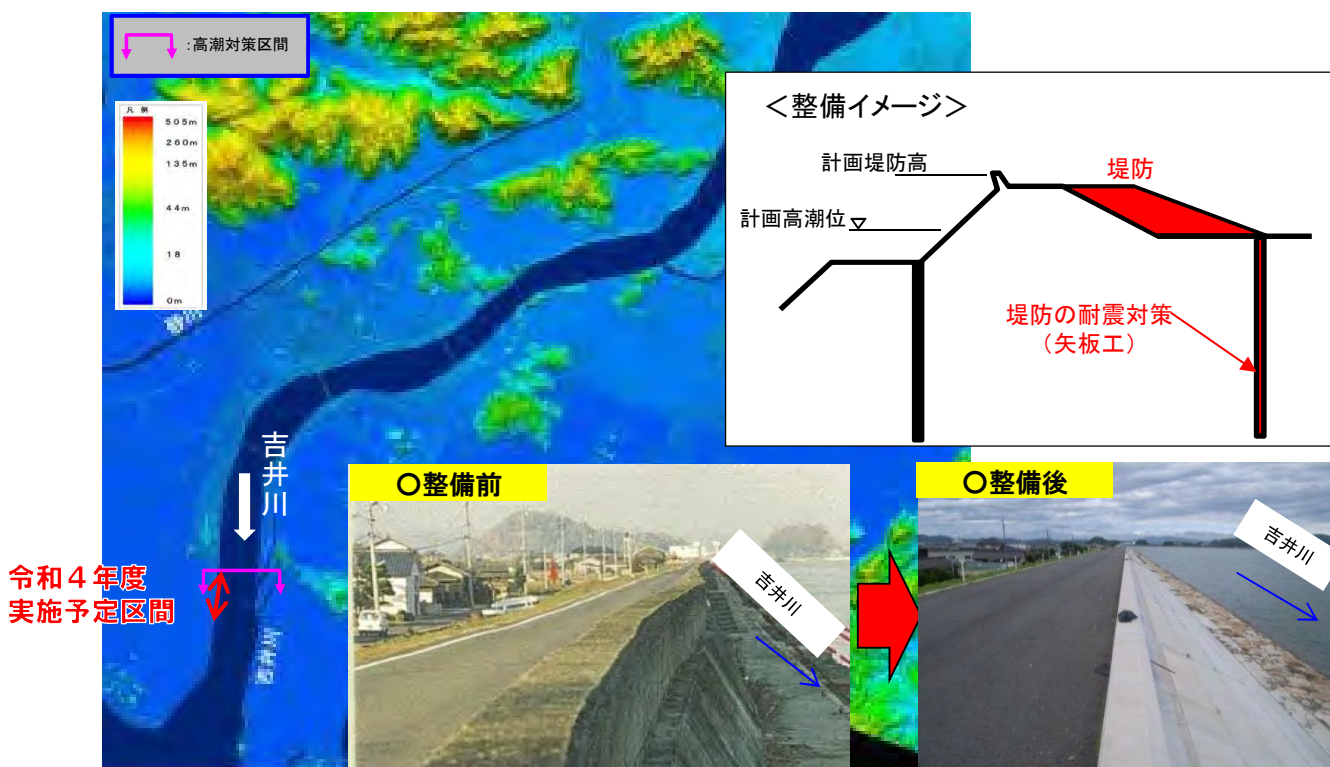 :高潮対策区間
凡 例
505m
260m
135m
44m
18
0m
<整備イメージ>
計画堤防高
堤防
計画高潮位
堤防の耐震対策
(矢板工)
吉井川
令和4年度
実施予定区間
○整備前
吉井川
○整備後
吉井川